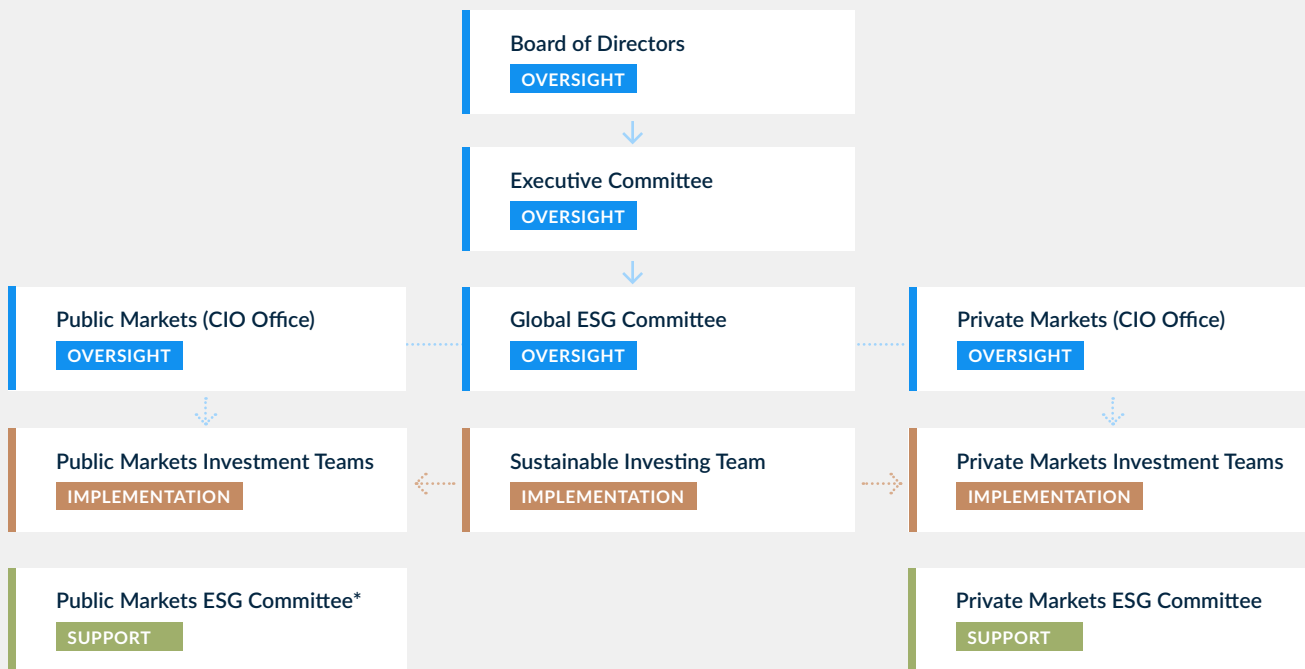 Board of Directors
OVERSIGHT
Executive Committee
OVERSIGHT
Public Markets (CIO Office)
OVERSIGHT
Global ESG Committee
OVERSIGHT
Private Markets (CIO Office)
OVERSIGHT
Public Markets Investment Teams
IMPLEMENTATION
Sustainable Investing Team
IMPLEMENTATION
Private Markets Investment Teams
IMPLEMENTATION
Public Markets ESG Committee*
SUPPORT
Private Markets ESG Committee
SUPPORT